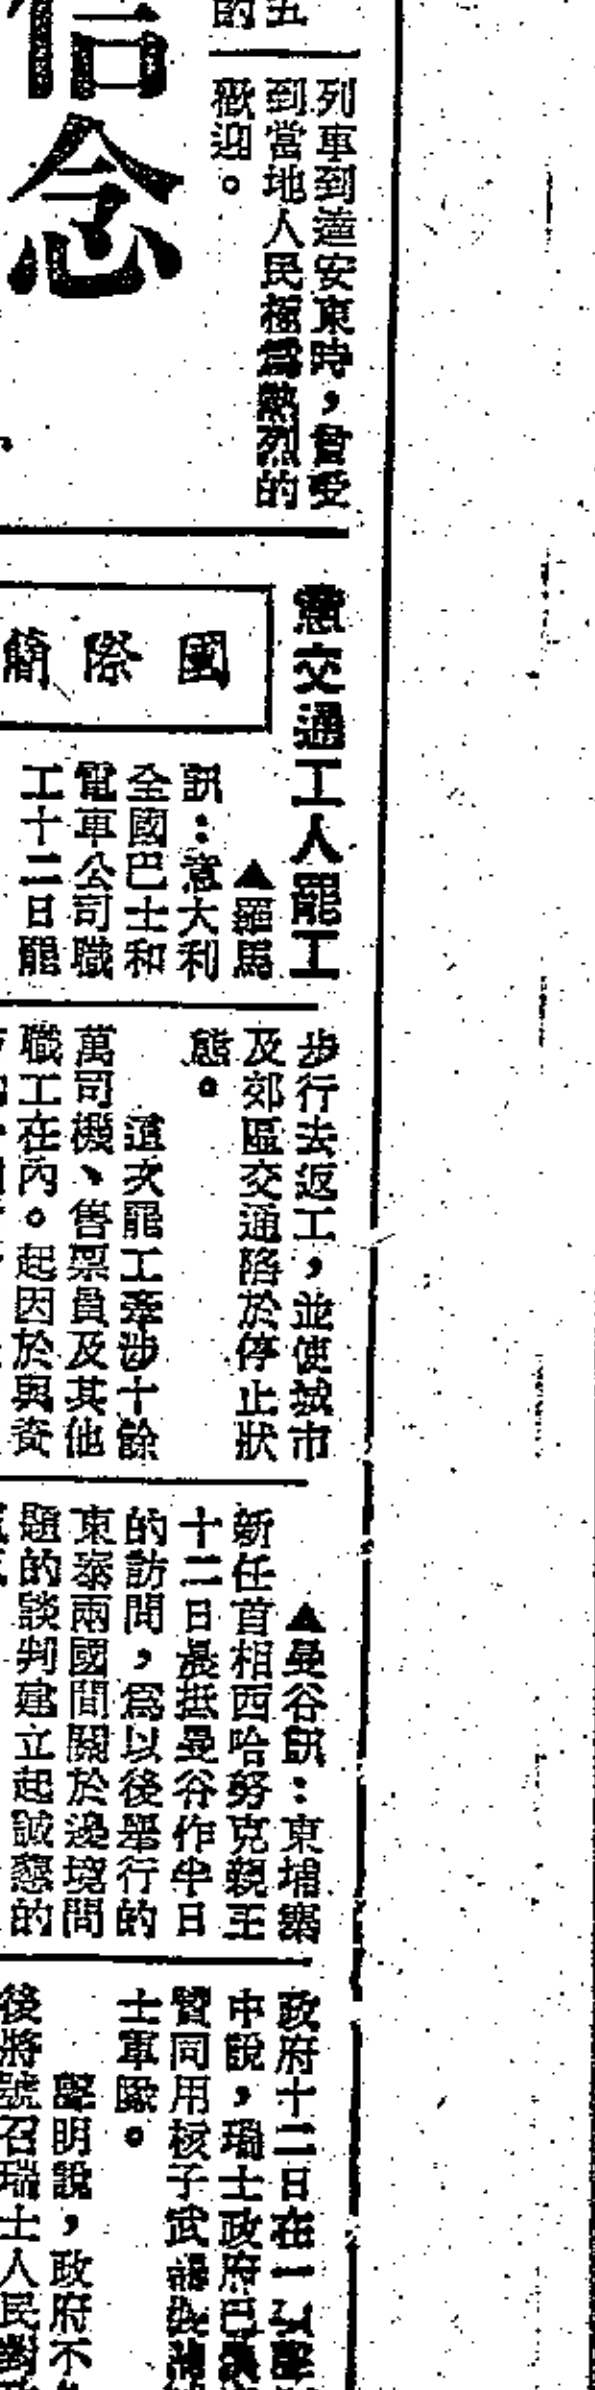 信念
列車到達安東時，曾受
到當地人民極爲熱烈的
歡迎。
意交通工人罷工
國際簡
▲羅馬
訊：意大利
全國巴士和
電車公司職
工十二日罷
步行去返工，並使城市
及郊區交通陷於停止狀
態。
這次罷工牽涉十餘
萬司機、售票員及其他
職工在內。起因於與資
▲曼谷訊：東埔寨
新任首相西哈努克親王
十二日晨抵曼谷作半日
的訪問，爲以後舉行的
東泰兩國間關於邊境問
題的談判建立起誠懇的
政府十二日在一
中說，瑞士政府已
贊同用核子武
士軍隊。
聲明說，政府不
後將號召瑞士人民對